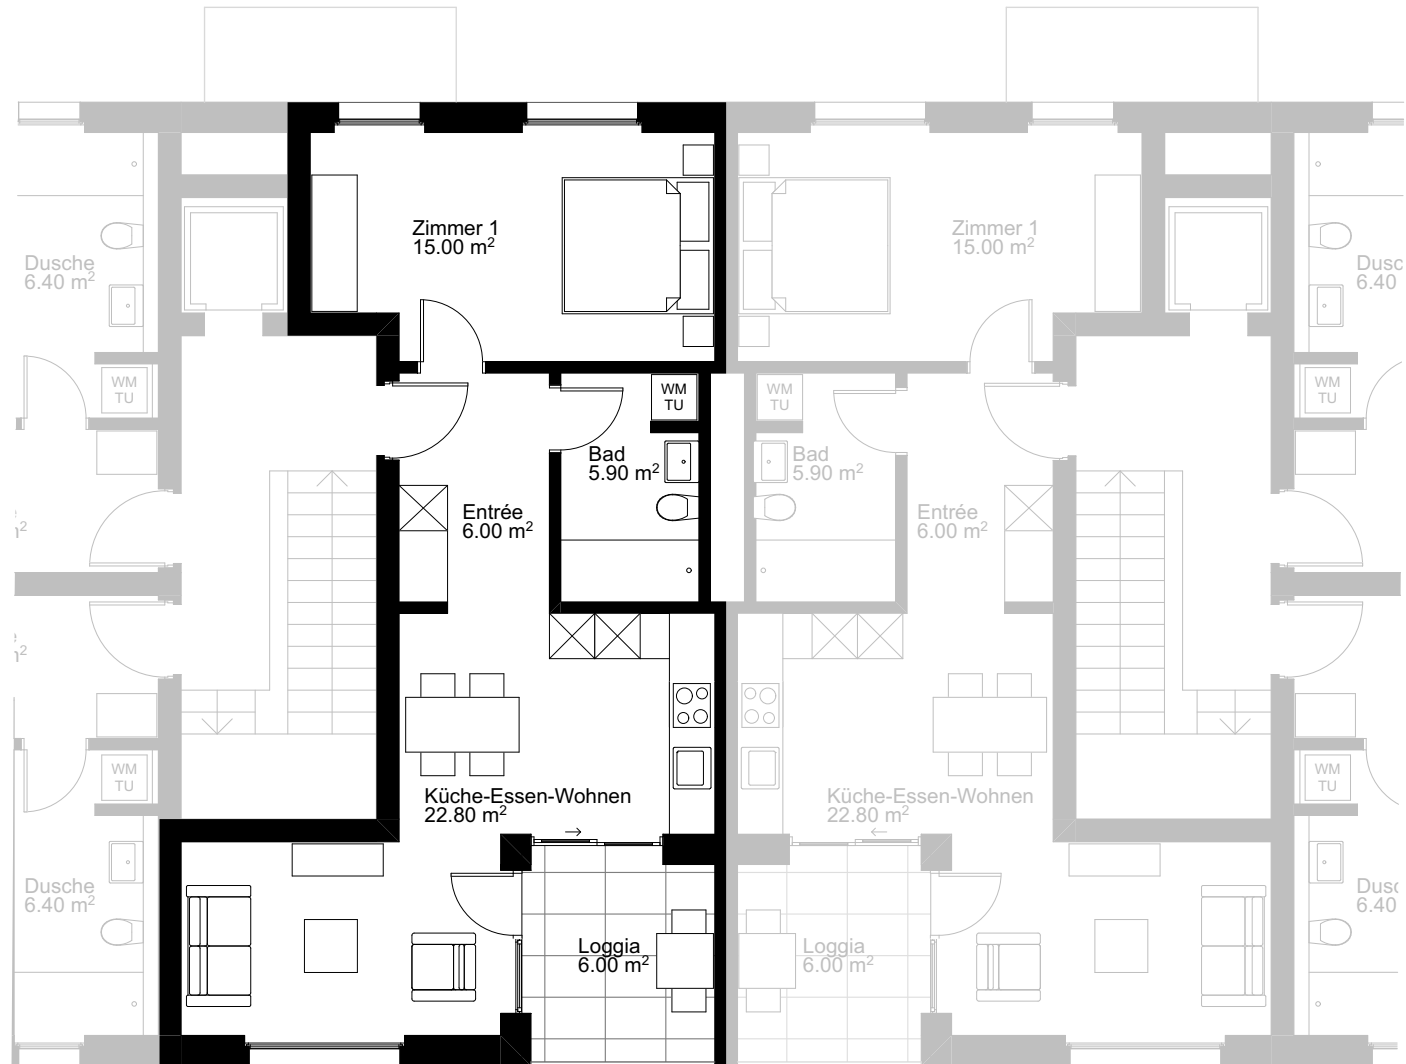 Zimmer 1
15.00 m²
Zimmer 1
15.00 m²
Dusche
6.40 m²
Dusc
6.40
WM
TU
WM
TU
WM
TU
WM
TU
Bad
5.90 m²
Bad
5.90 m²
Entrée
6.00 m²
Entrée
6.00 m²
WM
TU
WM
TU
Küche-Essen-Wohnen
22.80 m²
Küche-Essen-Wohnen
22.80 m²
Dusche
6.40 m²
Dusc
6.40
Loggia
6.00 m²
Loggia
6.00 m²